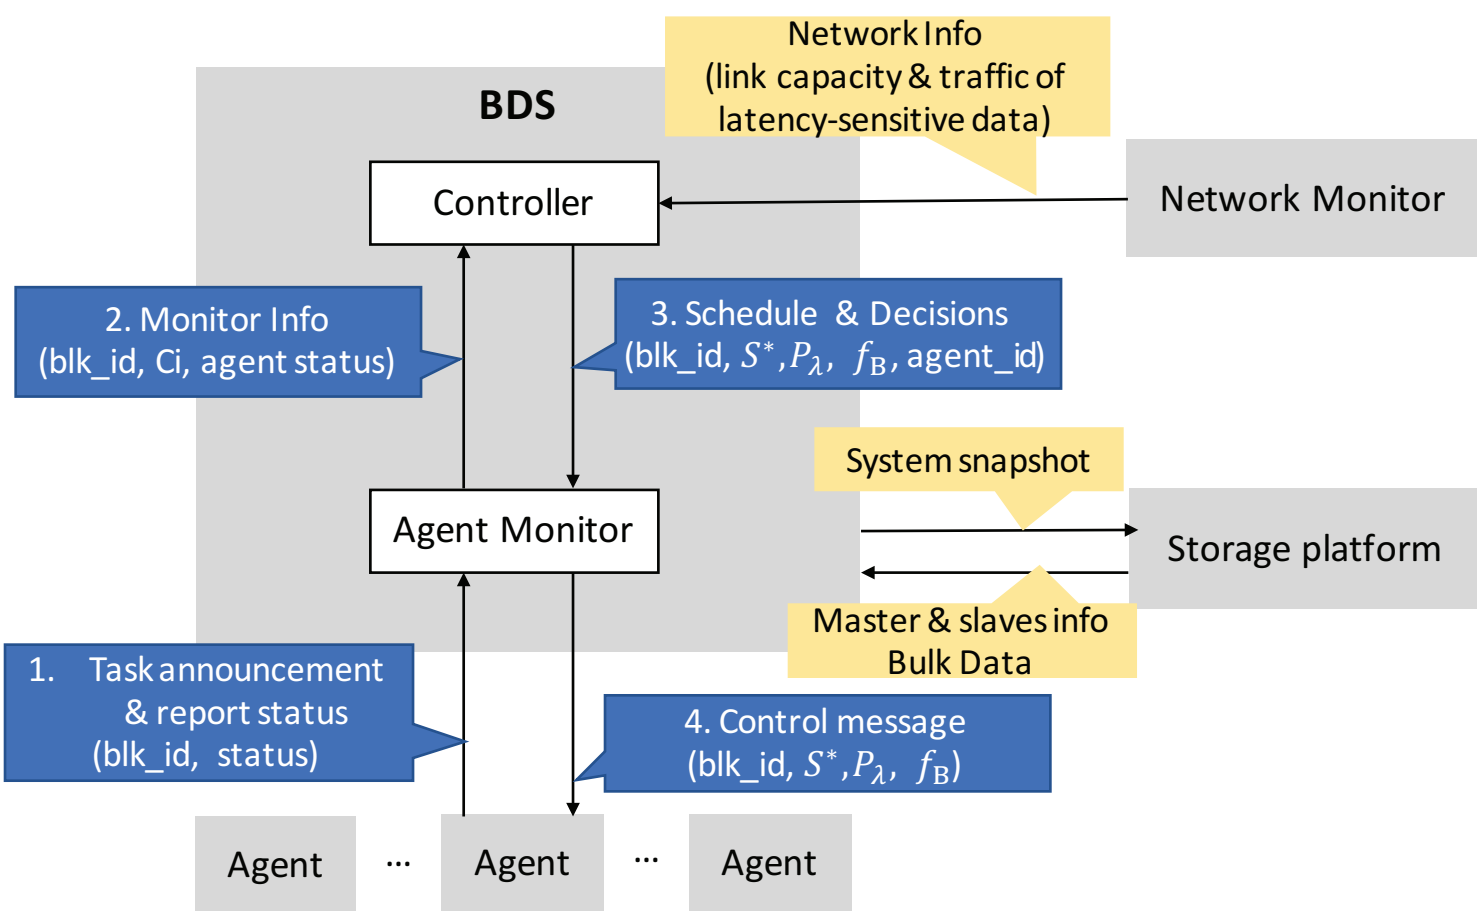 Network Info
(link capacity & traffic of
latency-sensitive data)
BDS
Controller
Network Monitor
2. Monitor Info
(blk_id, Ci, agent status)
3. Schedule & Decisions
(blk_id, S*, Pλ, fB, agent_id)
System snapshot
Agent Monitor
Storage platform
Master & slaves info
Bulk Data
1. Task announcement
& report status
(blk_id, status)
4. Control message
(blk_id, S*, Pλ, fB)
Agent ... Agent ... Agent